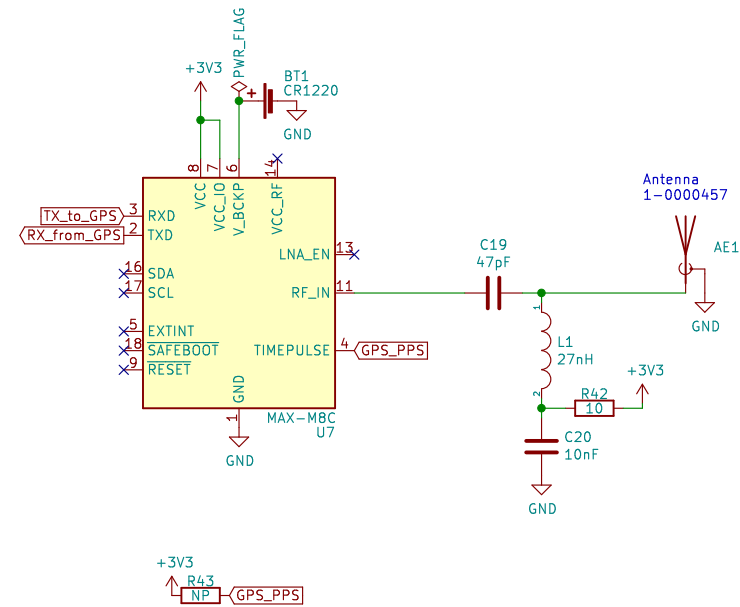 PWR_FLAG
+3V3
BT1
CR1220
+
GND
8
7
6
14
VCC
VCC_IO
V_BCKP
VCC_RF
TX_to_GPS
3
RXD
RX_from_GPS
2
TXD
16
SDA
17
SCL
5
EXTINT
18
SAFEBOOT
9
RESET
LNA_EN
13
RF_IN
11
TIMEPULSE
4
GPS_PPS
GND
1
MAX-M8C
U7
GND
C19
47pF
Antenna
1-0000457
AE1
GND
1
L1
27nH
2
+3V3
R42
10
C20
10nF
GND
+3V3
R43
NP
GPS_PPS